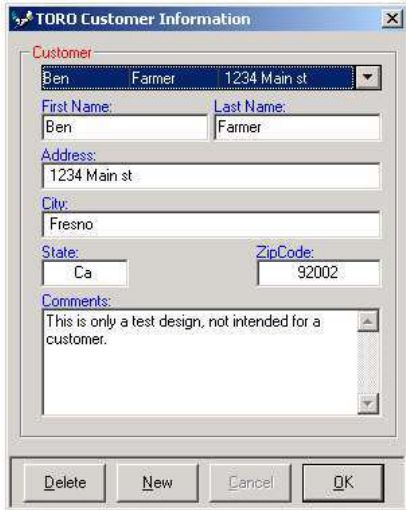 TORO Customer Information
Customer
Ben Farmer 1234 Main st
First Name: Last Name:
Ben Farmer
Address:
1234 Main st
City:
Fresno
State: ZipCode:
Ca 92002
Comments:
This is only a test design, not intended for a
customer.
Delete New Cancel OK